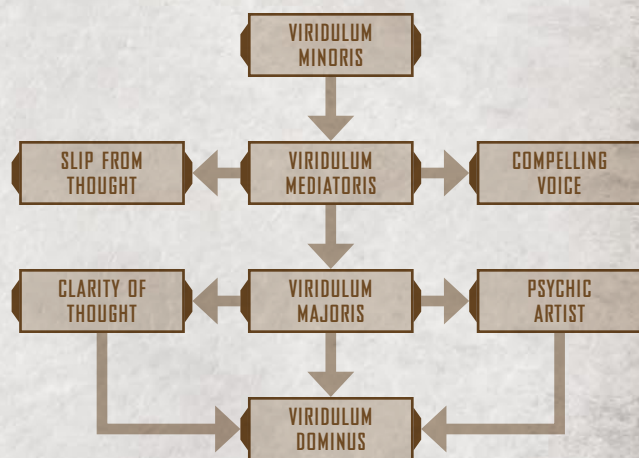 VIRIDULUM
MINORIS
SLIP FROM
THOUGHT
VIRIDULUM
MEDIATORIS
COMPELLING
VOICE
CLARITY OF
THOUGHT
VIRIDULUM
MAJORIS
PSYCHIC
ARTIST
VIRIDULUM
DOMINUS